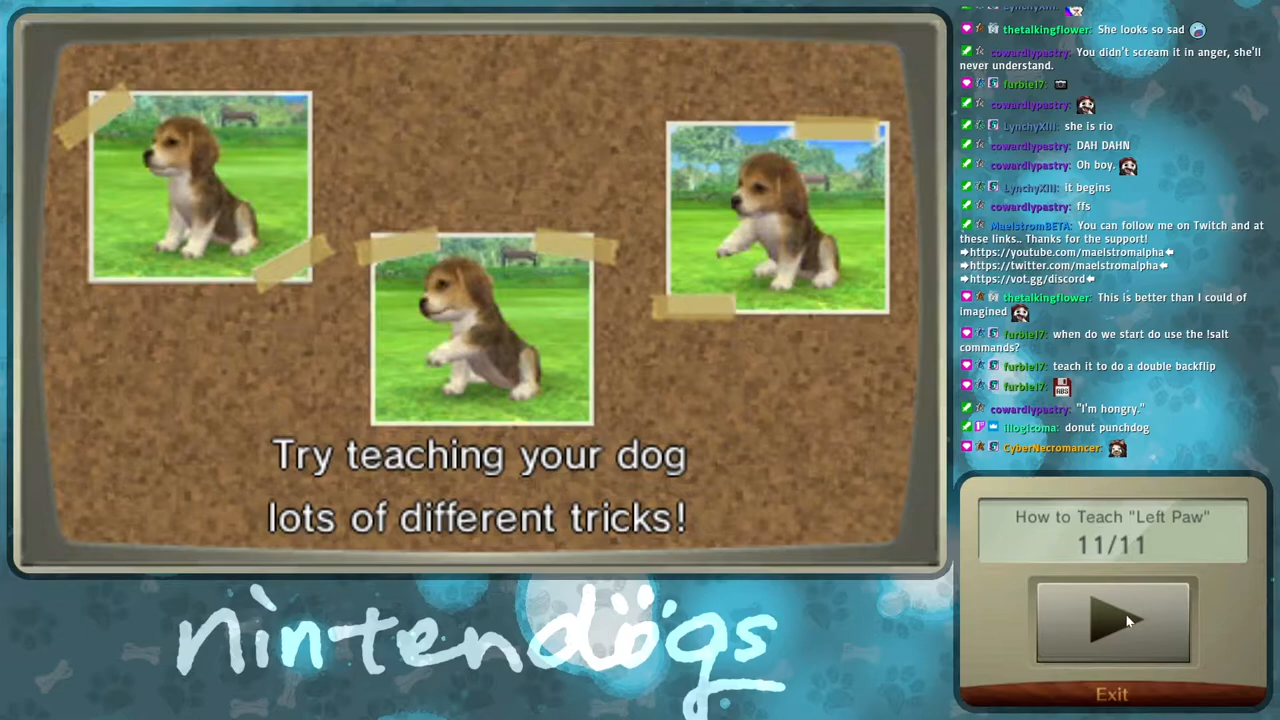 Try teaching your dog
lots of different tricks!
nintendögs
thetalkingflower: She looks so sad
cowardlypastry: You didn't scream it in anger, she'll
never understand.
furbie17:
cowardlypastry:
LynchyXIII: she is rio
cowardlypastry: DAH DAHN
cowardlypastry: Oh boy.
LynchyXIII: it begins
cowardlypastry: ffs
MaelstromBETA: You can follow me on Twitch and at
these links.. Thanks for the support!
➡https://youtube.com/maelstromalpha⬅
➡https://twitter.com/maelstromalpha⬅
➡https://vot.gg/discord⬅
thetalkingflower: This is better than I could of
imagined
furbie17: when do we start do use the !salt
commands?
furbie17: teach it to do a double backflip
furbie17:
cowardlypastry: "I'm hongry."
illogicoma: donut punchdog
CyberNecromancer:
How to Teach "Left Paw"
11/11
Exit